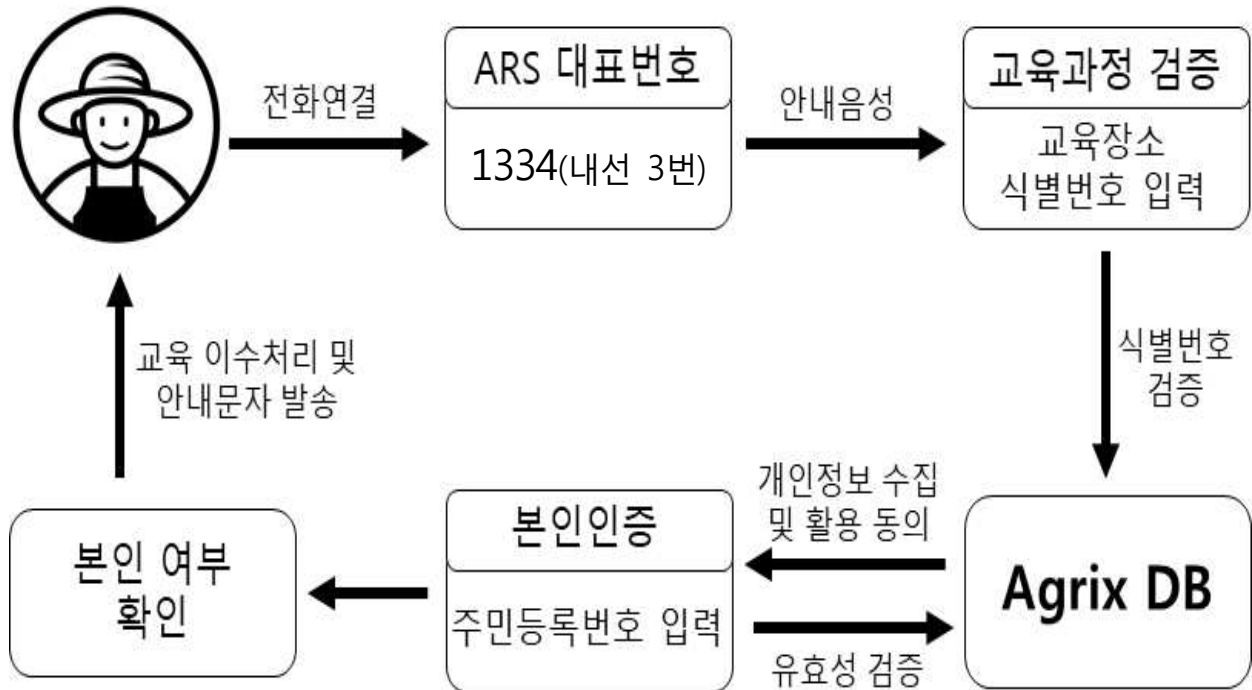 전화연결
ARS 대표번호
1334(내선 3번)
안내음성
교육과정 검증
교육장소
식별번호 입력
식별번호
검증
Agrix DB
개인정보 수집
및 활용 동의
본인인증
주민등록번호 입력
유효성 검증
본인 여부
확인
교육 이수처리 및
안내문자 발송